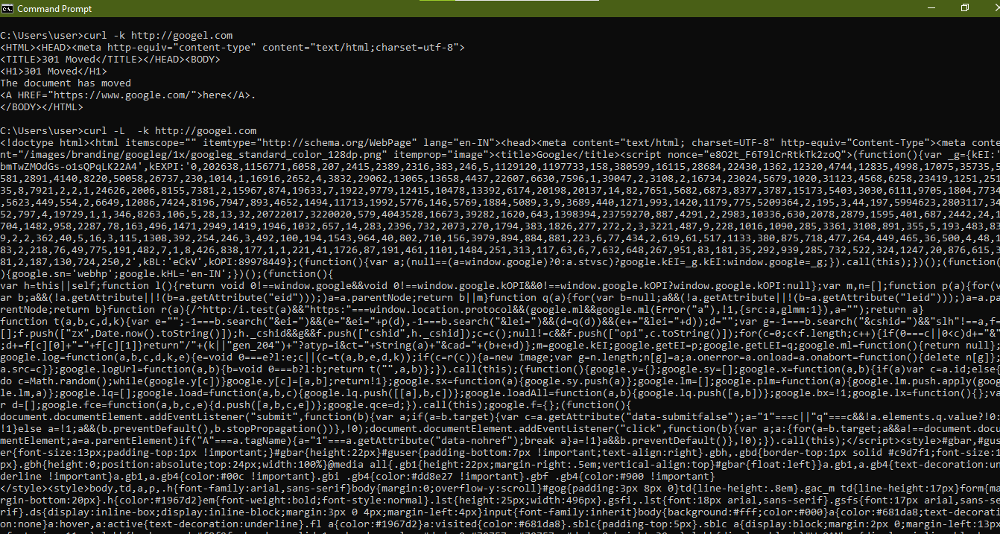 Command Prompt
C:\Users\user>curl -k http://googel.com
<HTML><HEAD><meta http-equiv="content-type" content="text/html;charset=utf-8">
<TITLE>301 Moved</TITLE></HEAD><BODY>
<H1>301 Moved</H1>
The document has moved
<A HREF="https://www.google.com/">here</A>.
</BODY></HTML>
C:\Users\user>curl -L  -k http://googel.com
<!doctype html><html itemscope="" itemtype="http://schema.org/WebPage" lang="en-IN"><head><meta content="text/html; charset=UTF-8" http-equiv="Content-Type"><meta conte
nt="/images/branding/googleg/1x/googleg_standard_color_128dp.png" itemprop="image"><title>Google</title><script nonce="e8O2t_F6T9lCrRtkTk2zoQ">(function(){var _g={kEI:'
bmTwZMOdGs-o1sQPqLK22A4',kEXPI:'0,202638,1156771,6058,207,2415,2389,2316,383,246,5,1129120,1197733,158,380599,16115,28684,22430,1362,12320,4744,12835,4998,17075,35735,5
581,2891,4140,8220,50058,26737,230,1014,1,16916,2652,4,3832,29062,13065,13658,4437,22607,6630,7596,1,39047,2,3108,2,16734,23024,5679,1020,31123,4568,6258,23419,1251,251
35,8,7921,2,2,1,24626,2006,8155,7381,2,15967,874,19633,7,1922,9779,12415,10478,13392,6174,20198,20137,14,82,7651,5682,6873,8377,3787,15173,5403,3030,6111,9705,1804,7734
,5623,449,554,2,6649,12086,7424,8196,7947,893,4652,1494,11713,1992,5776,146,5769,1884,5089,3,9,3689,440,1271,993,1420,1179,775,5209364,2,195,3,44,197,5994623,2803117,34
52,797,4,19729,1,1,346,8263,106,5,28,13,32,20722017,3220020,579,4043528,16673,39282,1620,643,1398394,23759270,887,4291,2,2983,10336,630,2078,2879,1595,401,687,2442,24,1
704,1482,958,2287,78,163,496,1471,2949,1419,1946,1032,657,14,283,2396,732,2073,270,1794,383,1826,277,272,2,3,3221,487,9,228,1016,1090,285,3361,3108,891,355,5,193,483,83
9,2,2,362,40,5,16,3,115,1308,392,254,246,3,492,100,194,1543,964,40,802,710,156,3979,894,884,881,223,6,77,434,2,619,61,517,1133,380,875,718,477,264,449,465,36,500,4,48,1
83,2,218,76,49,775,191,482,7,1,8,426,838,177,1,1,221,41,1726,87,191,461,1101,1484,251,313,117,63,6,7,632,648,267,951,83,181,35,292,939,285,732,522,324,1247,20,876,615,3
81,2,187,130,724,250,2',kBL:'eCkV',kOPI:89978449};(function(){var a;(null==(a=window.google)?0:a.stvsc)?google.kEI=_g.kEI:window.google=_g;}).call(this);})();(function(
){google.sn='webhp';google.kHL='en-IN';})();(function(){
var h=this||self;function l(){return void 0!==window.google&&void 0!==window.google.kOPI&&0!==window.google.kOPI?window.google.kOPI:null};var m,n=[];function p(a){for(v
ar b;a&&(!a.getAttribute||!(b=a.getAttribute("eid")));)a=a.parentNode;return b||m}function q(a){for(var b=null;a&&(!a.getAttribute||!(b=a.getAttribute("leid")));)a=a.pa
rentNode;return b}function r(a){/^http:/i.test(a)&&"https:"===window.location.protocol&&(google.ml&&google.ml(Error("a"),!1,{src:a,glmm:1}),a="");return a}
function t(a,b,c,d,k){var e="";-1===b.search("&ei=")&&(e="&ei="+p(d),-1===b.search("&lei=")&&(d=q(d))&&(e+="&lei="+d));d="";var g=-1===b.search("&cshid=")&&"slh"!==a,f=
[];f.push(["zx",Date.now().toString()]);h._cshid&&g&&f.push(["cshid",h._cshid]);c=c();null!=c&&f.push(["opi",c.toString()]);for(c=0;c<f.length;c++){if(0===c||0<c)d+="&"
;d+=f[c][0]+"="+f[c][1]}return"/"+(k||"gen_204")+"?atyp=i&ct="+String(a)+"&cad="+(b+e+d)};m=google.kEI;google.getEI=p;google.getLEI=q;google.ml=function(){return null};
google.log=function(a,b,c,d,k,e){e=void 0===e?l:e;c||(c=t(a,b,e,d,k));if(c=r(c)){a=new Image;var g=n.length;n[g]=a;a.onerror=a.onload=a.onabort=function(){delete n[g]};
a.src=c}};google.logUrl=function(a,b){b=void 0===b?l:b;return t("",a,b)};}).call(this);(function(){google.y={};google.sy=[];google.x=function(a,b){if(a)var c=a.id;else{
do c=Math.random();while(google.y[c])}google.y[c]=[a,b];return!1};google.sx=function(a){google.sy.push(a)};google.lm=[];google.plm=function(a){google.lm.push.apply(goog
le.lm,a)};google.lq=[];google.load=function(a,b,c){google.lq.push([[a],b,c])};google.loadAll=function(a,b){google.lq.push([a,b])};google.bx=!1;google.lx=function(){};va
r d=[];google.fce=function(a,b,c,e){d.push([a,b,c,e])};google.qce=d;}).call(this);google.f={};(function(){
document.documentElement.addEventListener("submit",function(b){var a;if(a=b.target){var c=a.getAttribute("data-submitfalse");a="1"===c||"q"===c&&!a.elements.q.value?!0:
!1}else a=!1;a&&(b.preventDefault(),b.stopPropagation())},!0);document.documentElement.addEventListener("click",function(b){var a;a:{for(a=b.target;a&&a!==document.docu
mentElement;a=a.parentElement)if("A"===a.tagName){a="1"===a.getAttribute("data-nohref");break a}a=!1}a&&b.preventDefault()},!0);}).call(this);</script><style>#gbar,#gus
er{font-size:13px;padding-top:1px !important;}#gbar{height:22px}#guser{padding-bottom:7px !important;text-align:right}.gbh,.gbd{border-top:1px solid #c9d7f1;font-size:1
px}.gbh{height:0;position:absolute;top:24px;width:100%}@media all{.gb1{height:22px;margin-right:.5em;vertical-align:top}#gbar{float:left}}a.gb1,a.gb4{text-decoration:un
derline !important}a.gb1,a.gb4{color:#00c !important}.gbi .gb4{color:#dd8e27 !important}.gbf .gb4{color:#900 !important}
</style><style>body,td,a,p,.h{font-family:arial,sans-serif}body{margin:0;overflow-y:scroll}#gog{padding:3px 8px 0}td{line-height:.8em}.gac_m td{line-height:17px}form{ma
rgin-bottom:20px}.h{color:#1967d2}em{font-weight:bold;font-style:normal}.lst{height:25px;width:496px}.gsfi,.lst{font:18px arial,sans-serif}.gsfs{font:17px arial,sans-se
rif}.ds{display:inline-box;display:inline-block;margin:3px 0 4px;margin-left:4px}input{font-family:inherit}body{background:#fff;color:#000}a{color:#681da8;text-decorati
on:none}a:hover,a:active{text-decoration:underline}.fl a{color:#1967d2}a:visited{color:#681da8}.sblc{padding-top:5px}.sblc a{display:block;margin:2px 0;margin-left:13px